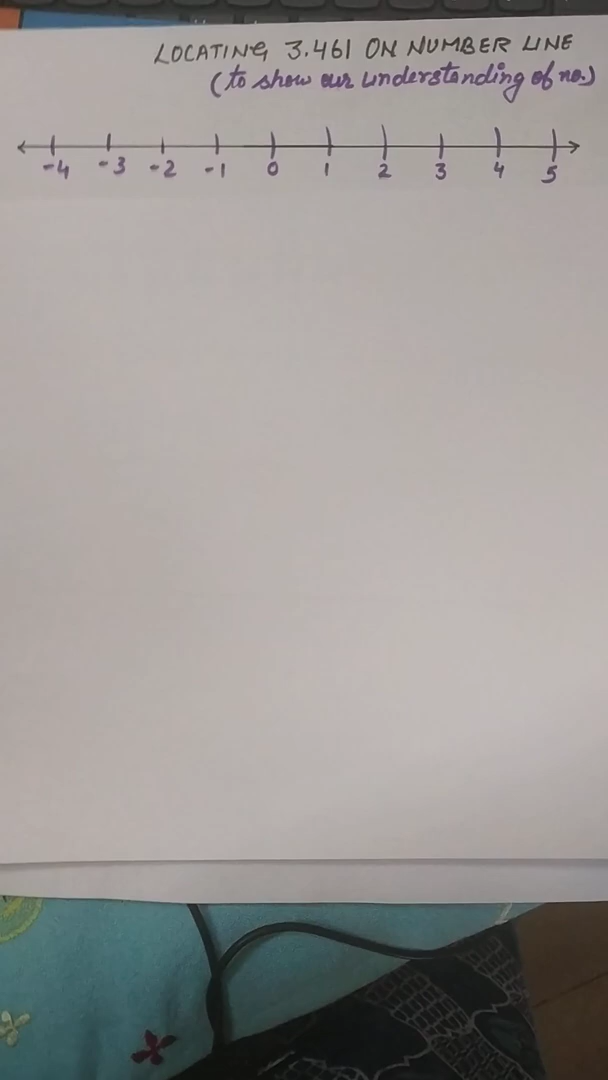 LOCATING 3.461 ON NUMBER LINE
(to show our understanding of no.)
-4 -3 -2 -1 0 1 2 3 4 5